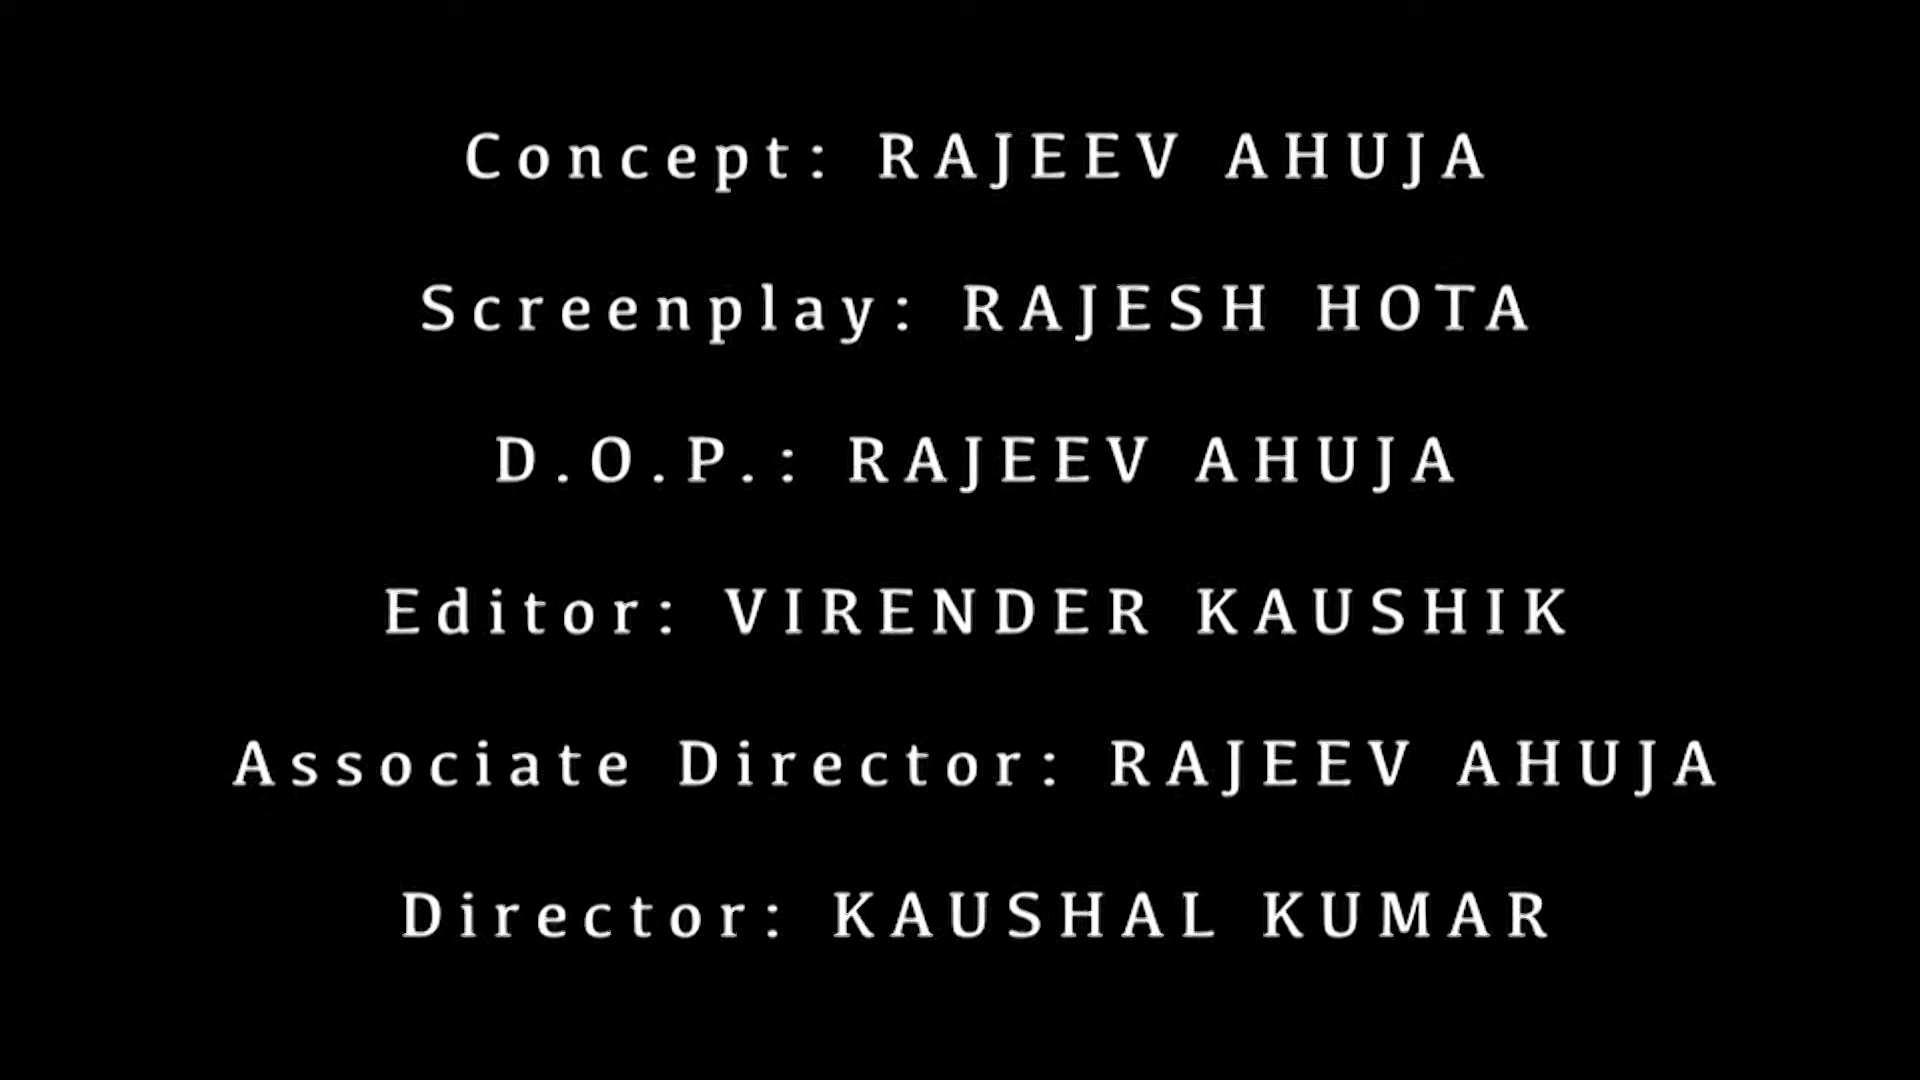 Concept: RAJEEV AHUJA
Screenplay: RAJESH HOTA
D.O.P.: RAJEEV AHUJA
Editor: VIRENDER KAUSHIK
Associate Director: RAJEEV AHUJA
Director: KAUSHAL KUMAR